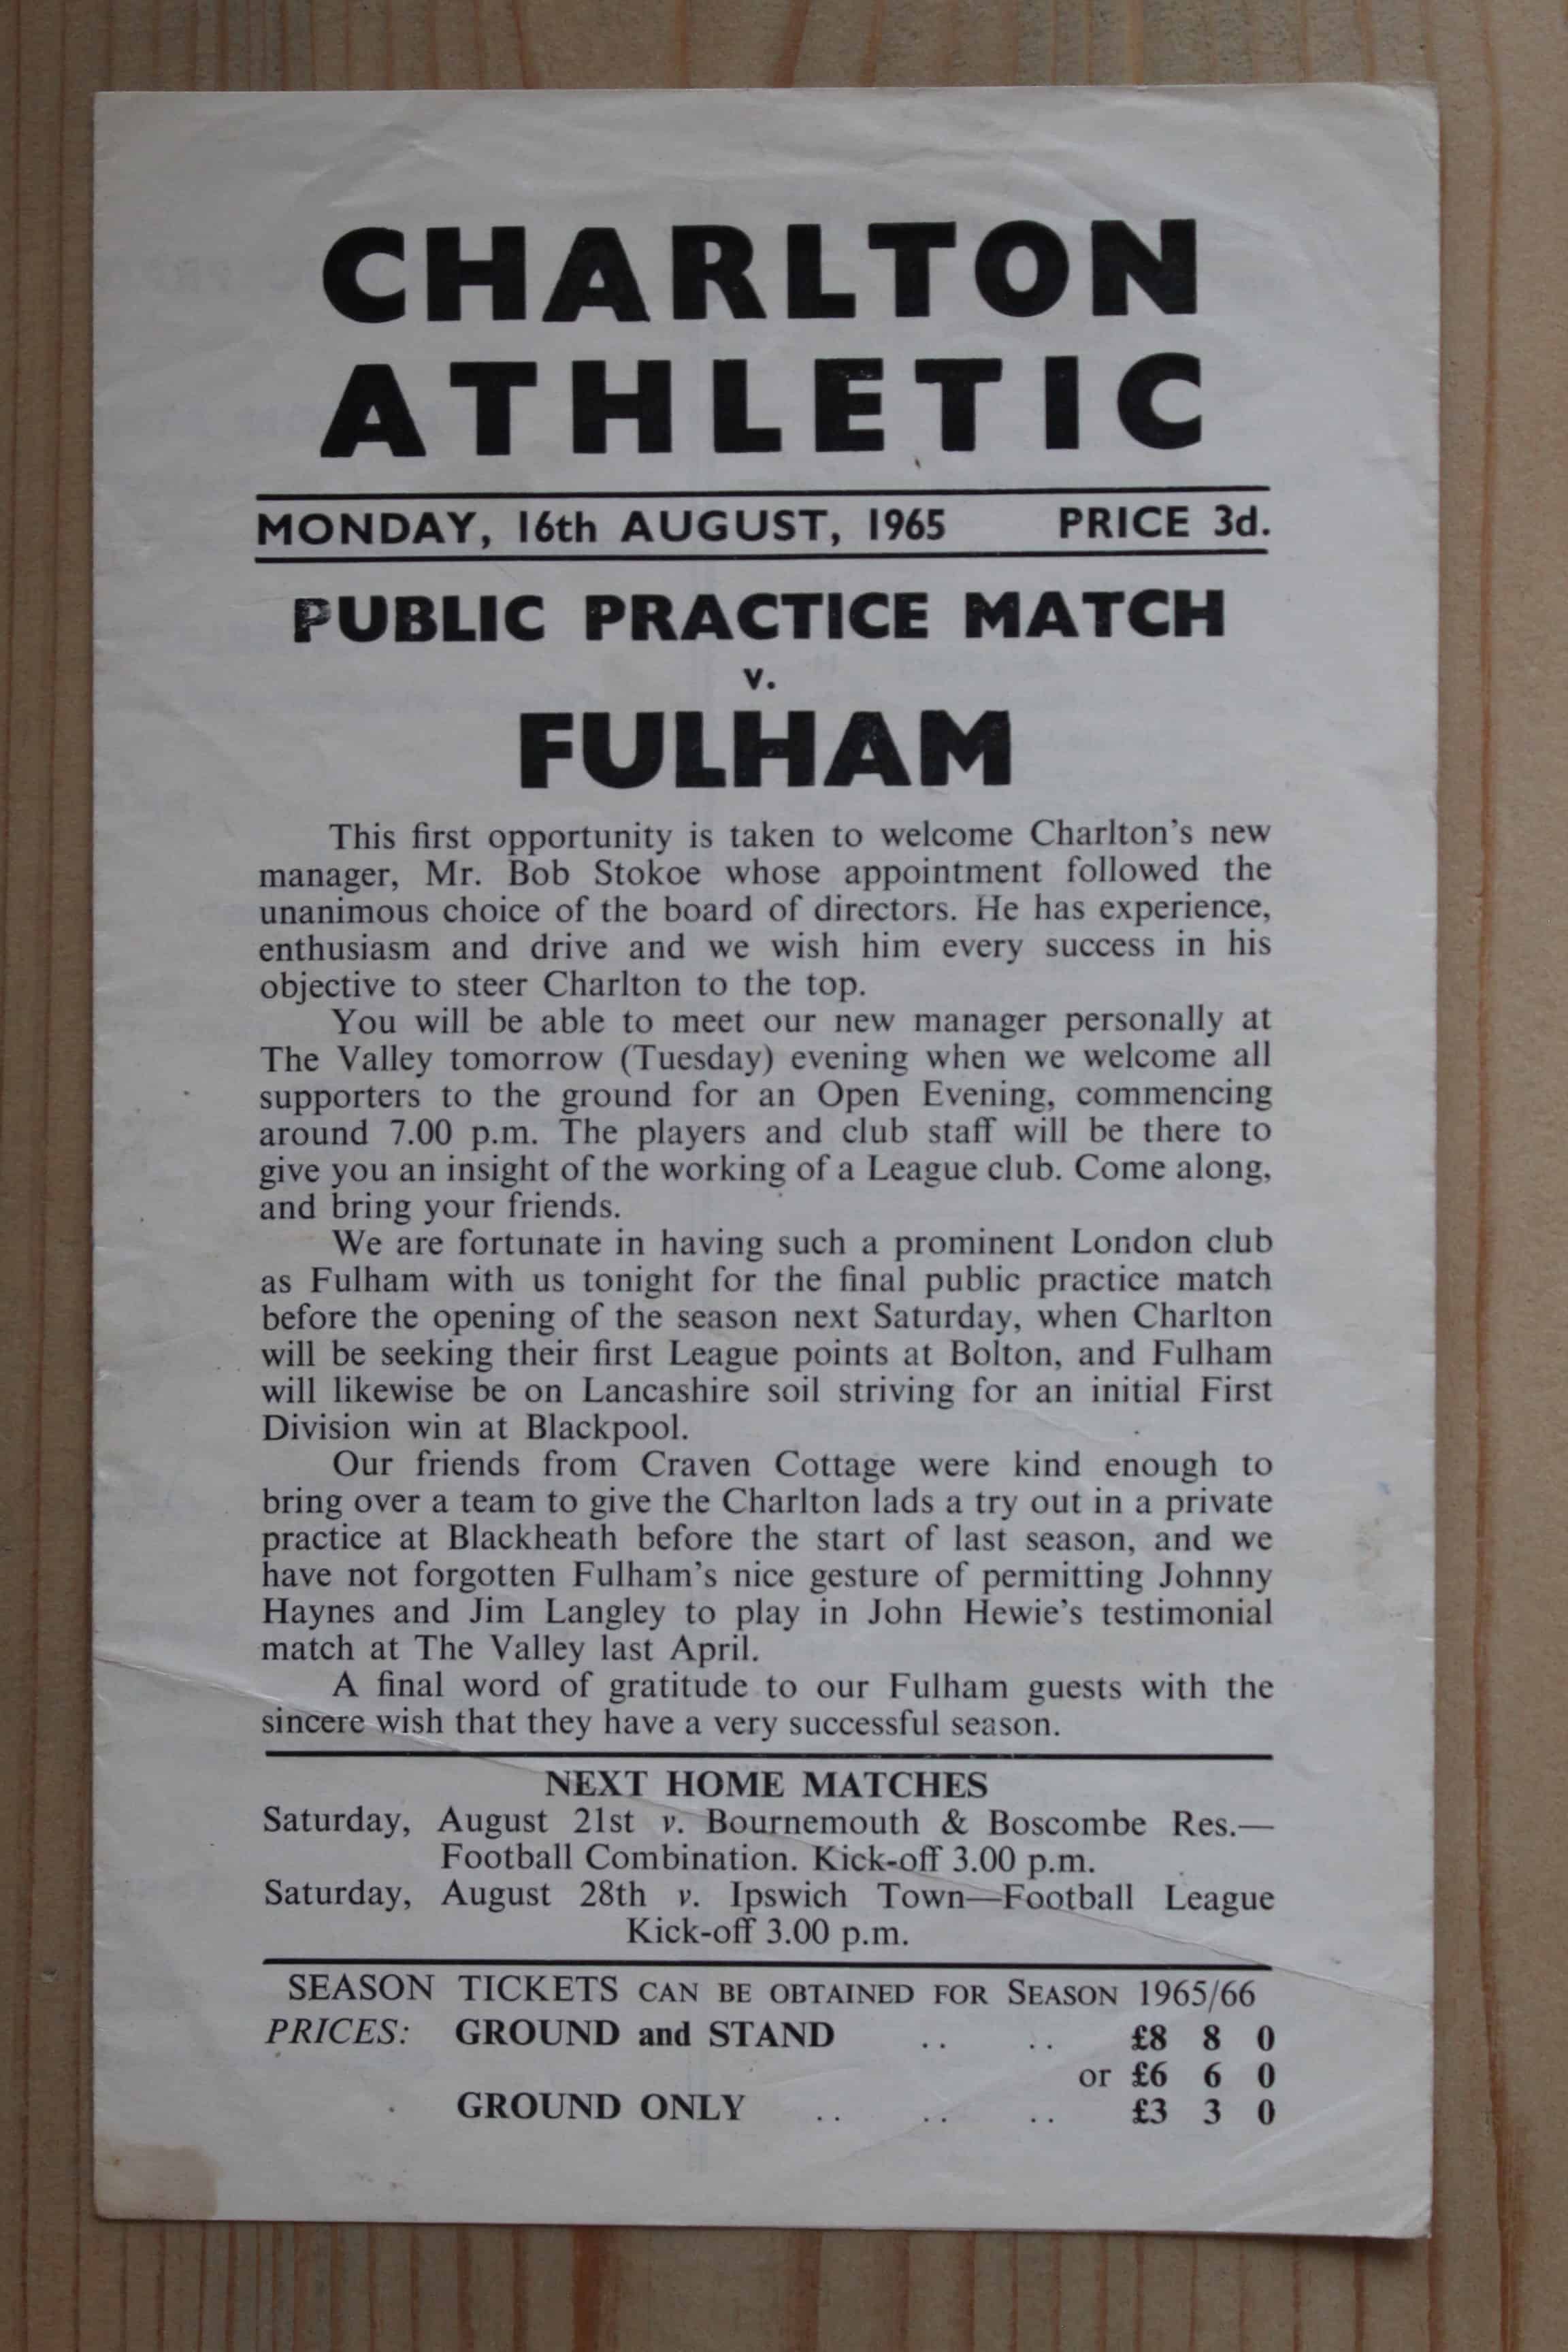 CHARLTON
ATHLETIC
MONDAY, 16th AUGUST, 1965 PRICE 3d.
PUBLIC PRACTICE MATCH
v.
FULHAM
This first opportunity is taken to welcome Charlton's new
manager, Mr. Bob Stokoe whose appointment followed the
unanimous choice of the board of directors. He has experience,
enthusiasm and drive and we wish him every success in his
objective to steer Charlton to the top.
You will be able to meet our new manager personally at
The Valley tomorrow (Tuesday) evening when we welcome all
supporters to the ground for an Open Evening, commencing
around 7.00 p.m. The players and club staff will be there to
give you an insight of the working of a League club. Come along,
and bring your friends.
We are fortunate in having such a prominent London club
as Fulham with us tonight for the final public practice match
before the opening of the season next Saturday, when Charlton
will be seeking their first League points at Bolton, and Fulham
will likewise be on Lancashire soil striving for an initial First
Division win at Blackpool.
Our friends from Craven Cottage were kind enough to
bring over a team to give the Charlton lads a try out in a private
practice at Blackheath before the start of last season, and we
have not forgotten Fulham's nice gesture of permitting Johnny
Haynes and Jim Langley to play in John Hewie's testimonial
match at The Valley last April.
A final word of gratitude to our Fulham guests with the
sincere wish that they have a very successful season.
NEXT HOME MATCHES
Saturday, August 21st v. Bournemouth & Boscombe Res.—
Football Combination. Kick-off 3.00 p.m.
Saturday, August 28th v. Ipswich Town—Football League
Kick-off 3.00 p.m.
SEASON TICKETS CAN BE OBTAINED FOR SEASON 1965/66
PRICES: GROUND and STAND .. .. £8 8 0
or £6 6 0
GROUND ONLY .. .. .. £3 3 0